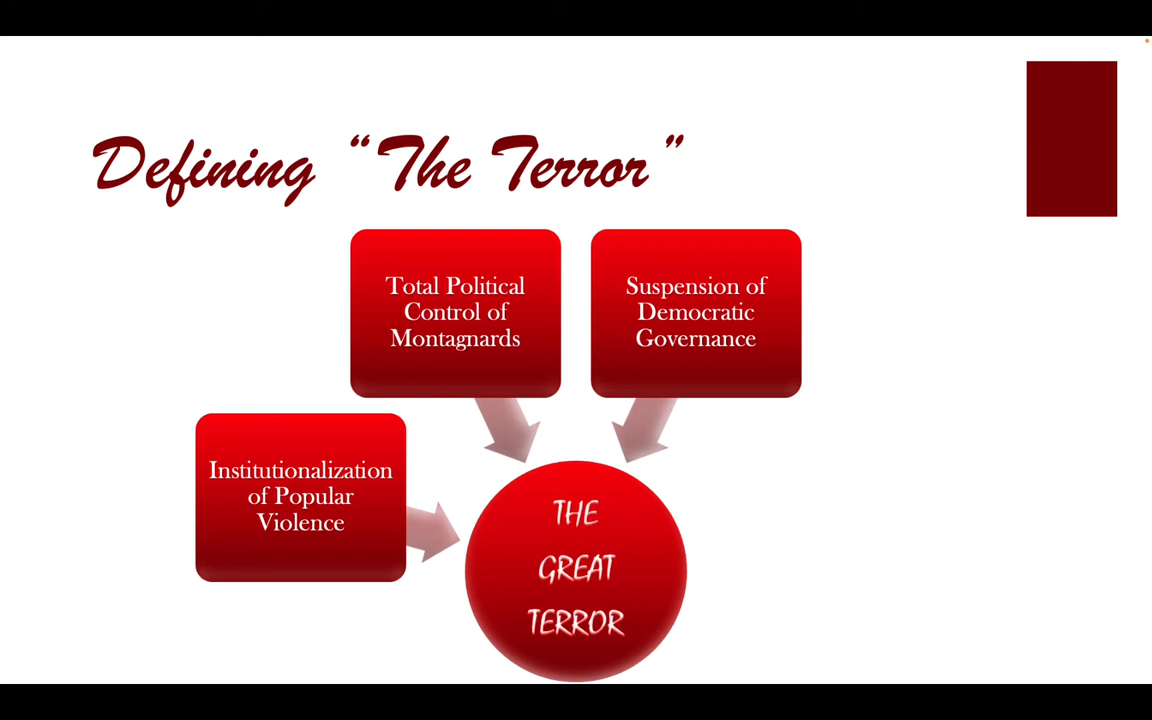 Defining “The Terror”
Total Political
Control of
Montagnards
Suspension of
Democratic
Governance
Institutionalization
of Popular
Violence
THE
GREAT
TERROR